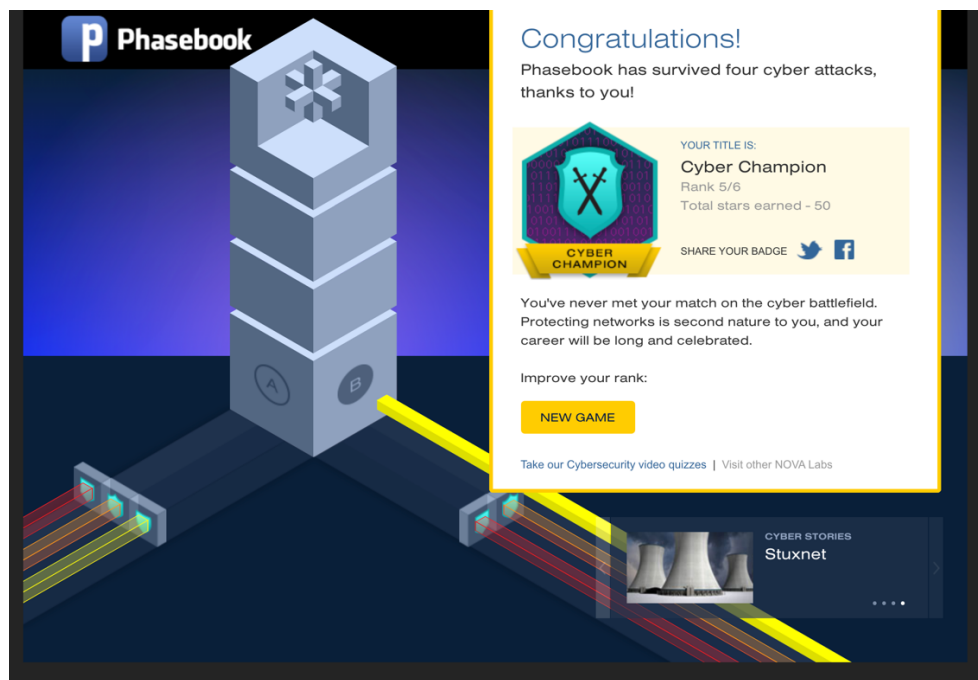 p Phasebook
Congratulations!
Phasebook has survived four cyber attacks,
thanks to you!
YOUR TITLE IS:
Cyber Champion
Rank 5/6
Total stars earned - 50
CYBER
CHAMPION
SHARE YOUR BADGE
You've never met your match on the cyber battlefield.
Protecting networks is second nature to you, and your
career will be long and celebrated.
Improve your rank:
NEW GAME
Take our Cybersecurity video quizzes | Visit other NOVA Labs
A
B
CYBER STORIES
Stuxnet